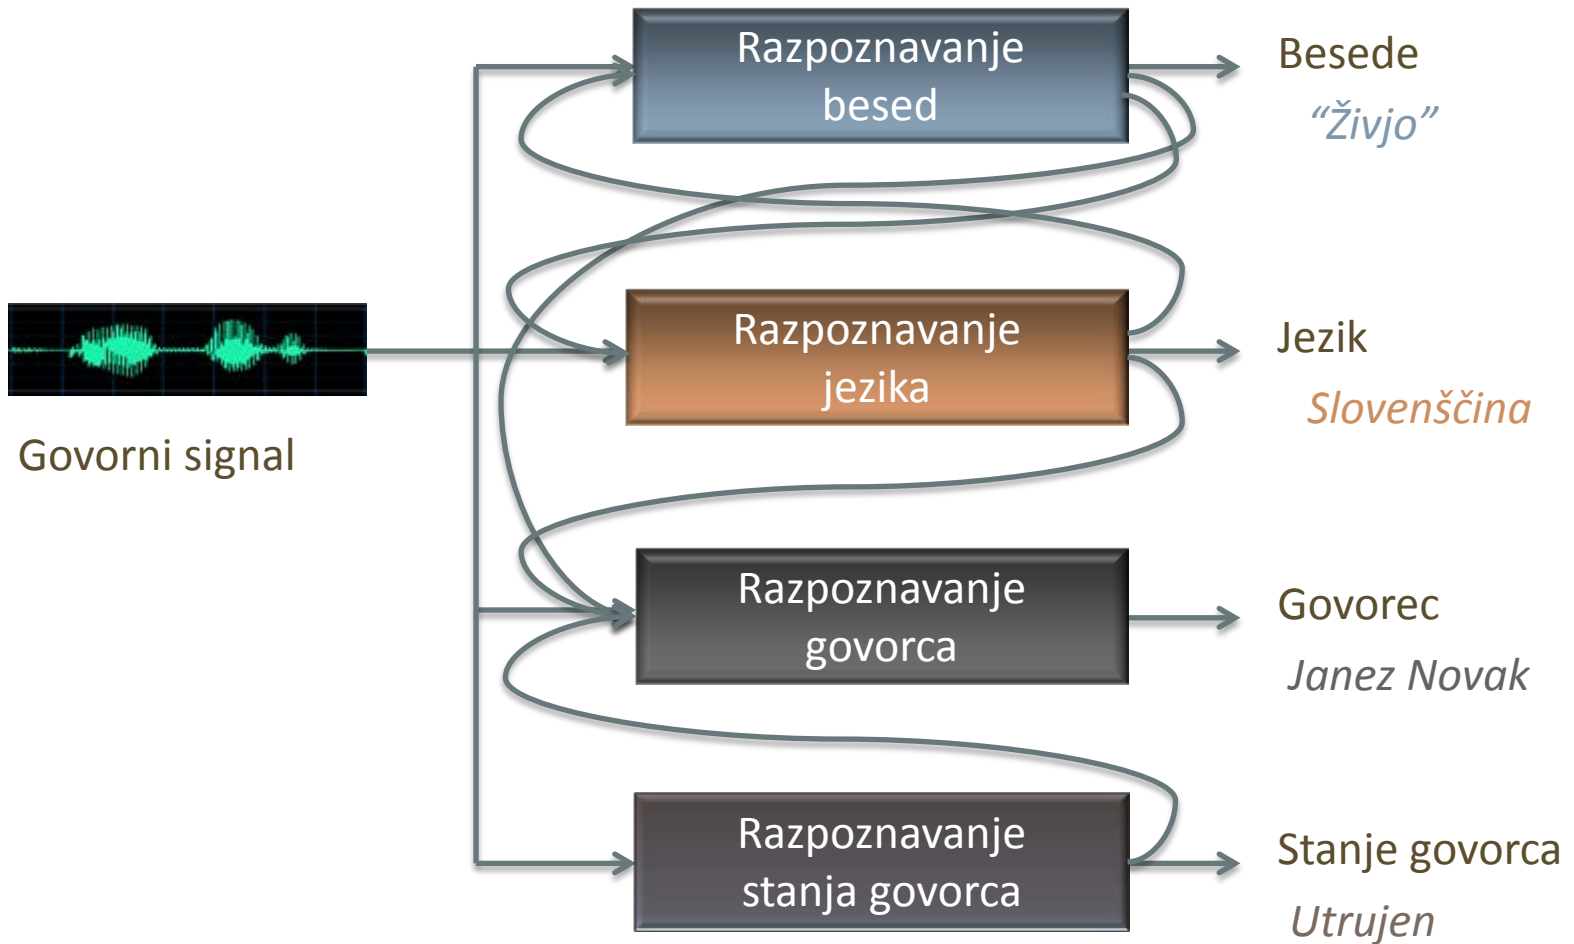 Razpoznavanje
besed
Besede
“Živjo”
Govorni signal
Razpoznavanje
jezika
Jezik
Slovenščina
Razpoznavanje
govorca
Govorec
Janez Novak
Razpoznavanje
stanja govorca
Stanje govorca
Utrujen